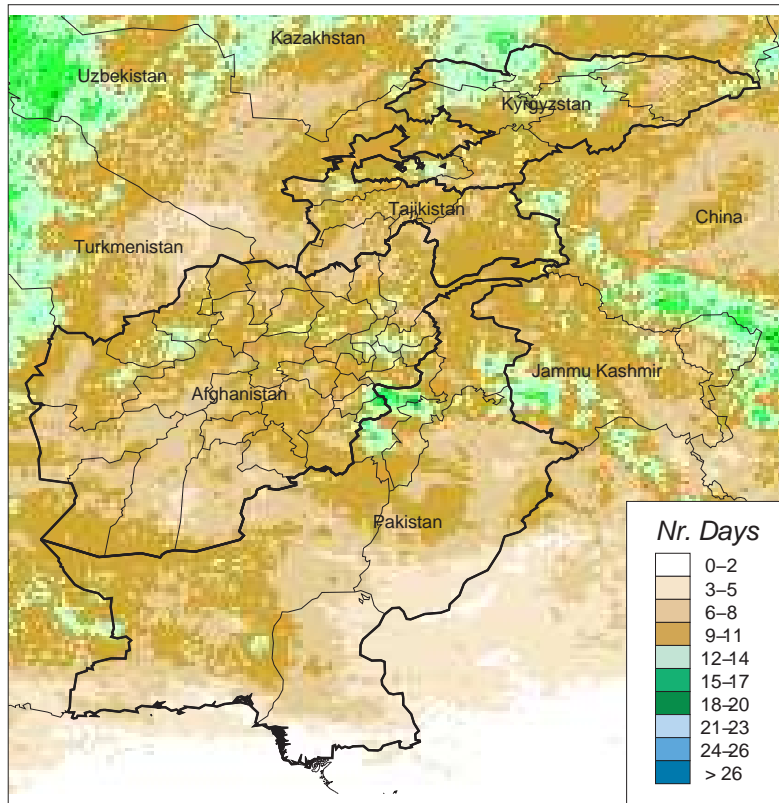 Kazakhstan
Uzbekistan
Kyrgyzstan
Tajikistan
China
Turkmenistan
Jammu Kashmir
Afghanistan
Pakistan
Nr. Days
0–2
3–5
6–8
9–11
12–14
15–17
18–20
21–23
24–26
> 26